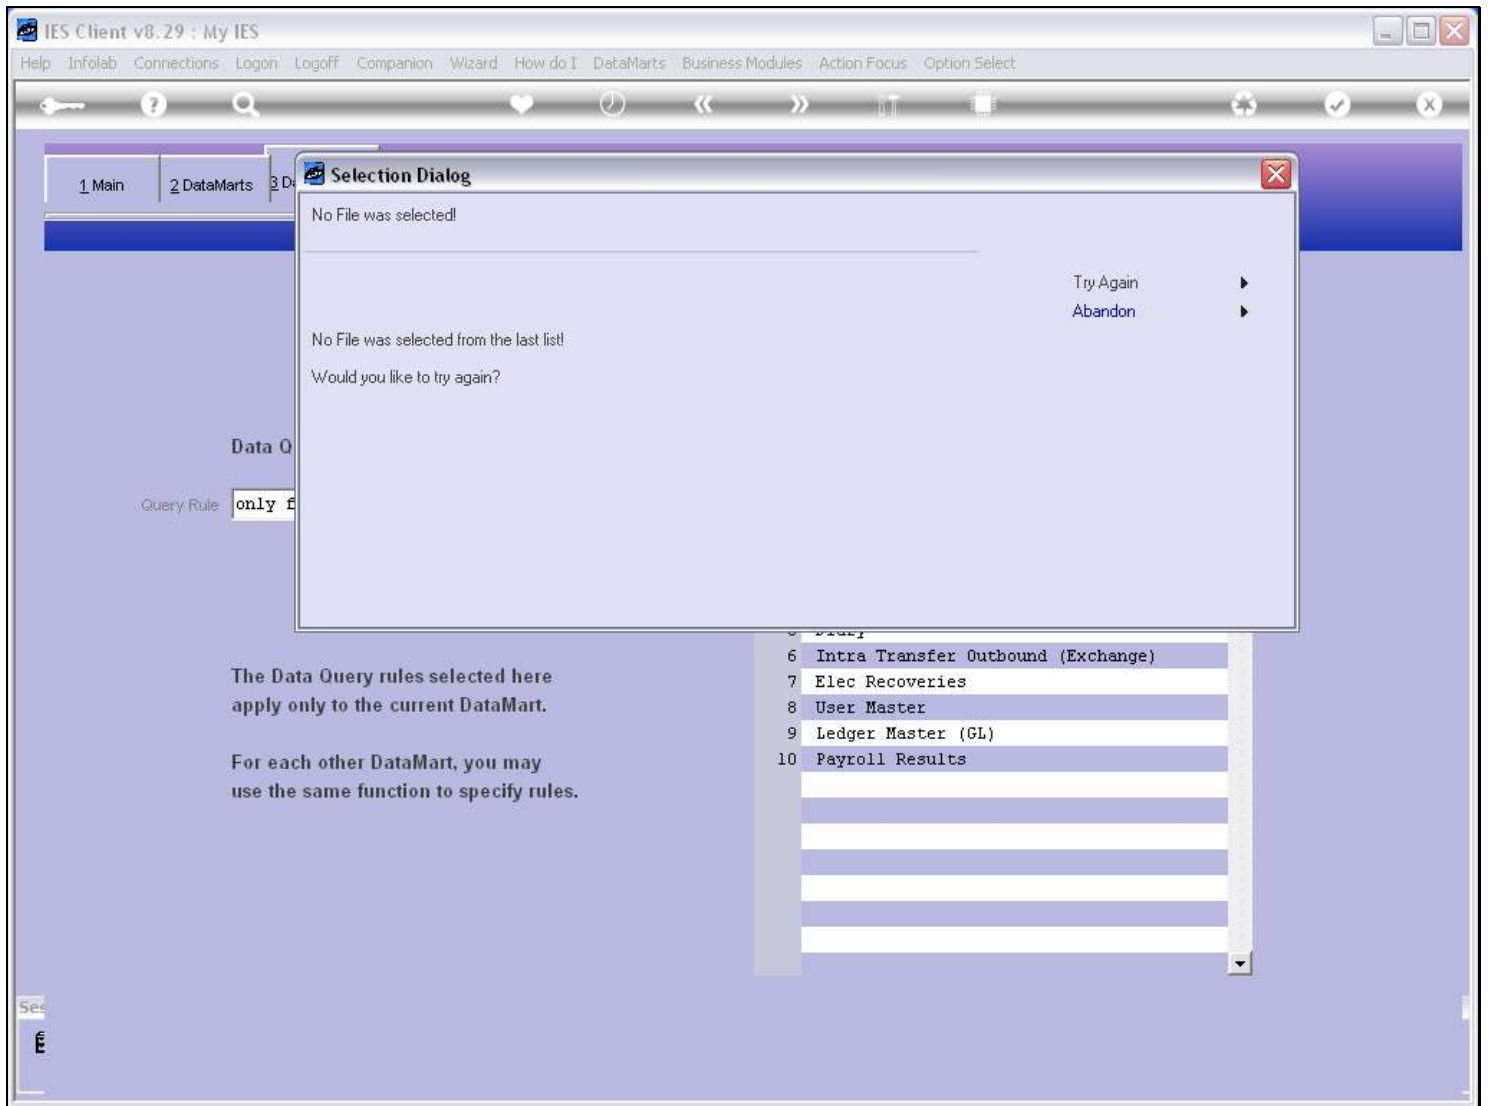 IES Client v8.29 : My IES
Help Infolab Connections Logon Logoff Companion Wizard How do I DataMarts Business Modules Action Focus Option Select
1 Main 2 DataMarts 3 D
Selection Dialog
No File was selected!
Try Again
Abandon
No File was selected from the last list!
Would you like to try again?
Data Q
Query Rule only f
6 Intra Transfer Outbound (Exchange)
7 Elec Recoveries
8 User Master
9 Ledger Master (GL)
10 Payroll Results
The Data Query rules selected here
apply only to the current DataMart.
For each other DataMart, you may
use the same function to specify rules.
Ses